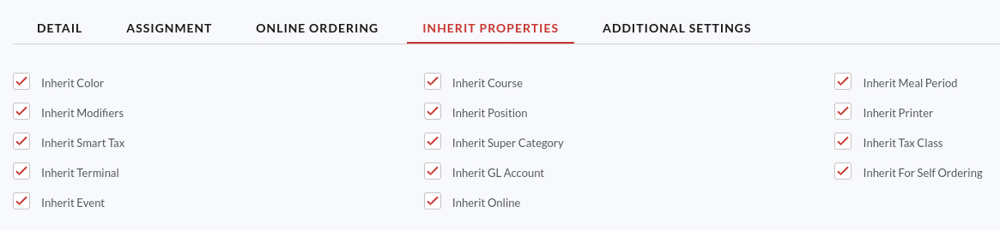 DETAIL ASSIGNMENT ONLINE ORDERING INHERIT PROPERTIES ADDITIONAL SETTINGS
Inherit Color Inherit Course Inherit Meal Period
Inherit Modifiers Inherit Position Inherit Printer
Inherit Smart Tax Inherit Super Category Inherit Tax Class
Inherit Terminal Inherit GL Account Inherit For Self Ordering
Inherit Event Inherit Online